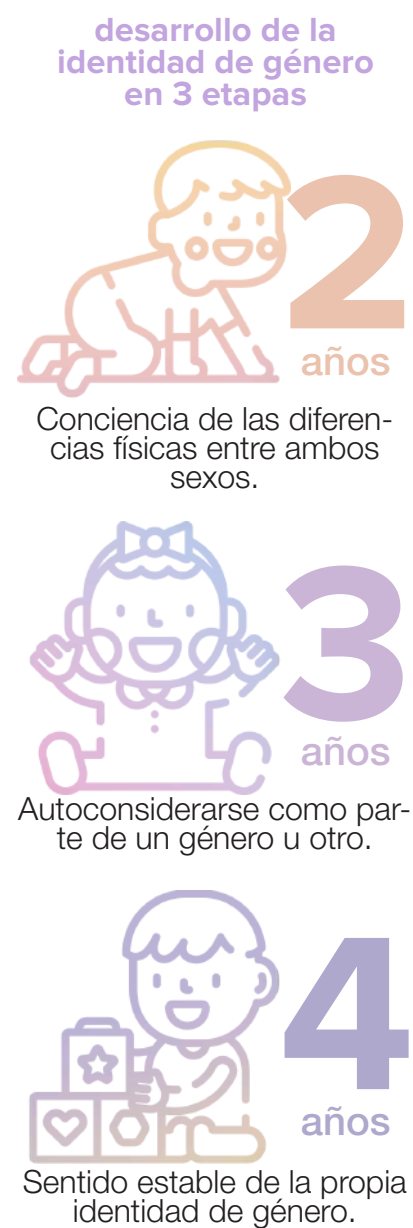 desarrollo de la
identidad de género
en 3 etapas
2
años
Conciencia de las diferen-
cias físicas entre ambos
sexos.
3
años
Autoconsiderarse como par-
te de un género u otro.
4
años
Sentido estable de la propia
identidad de género.